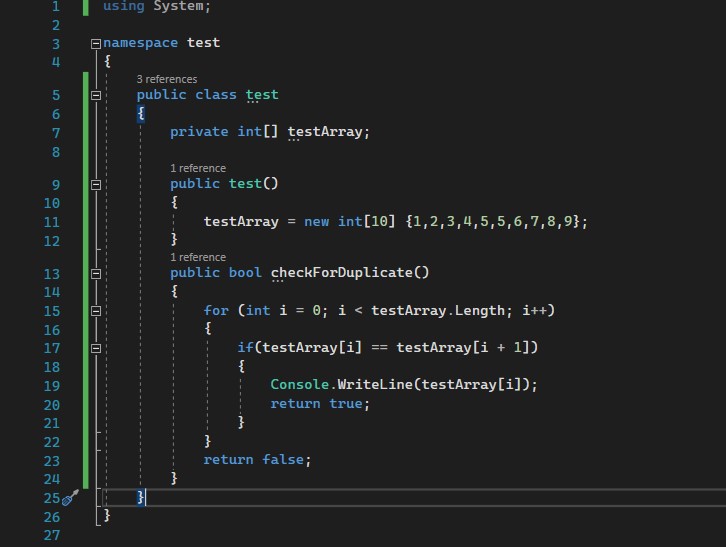 1 using System;
2
3 namespace test
4 {
3 references
5 public class test
6 {
7 private int[] testArray;
8
1 reference
9 public test()
10 {
11 testArray = new int[10] {1,2,3,4,5,5,6,7,8,9};
12 }
1 reference
13 public bool checkForDuplicate()
14 {
15 for (int i = 0; i < testArray.Length; i++)
16 {
17 if(testArray[i] == testArray[i + 1])
18 {
19 Console.WriteLine(testArray[i]);
20 return true;
21 }
22 }
23 return false;
24 }
25 }
26 }
27